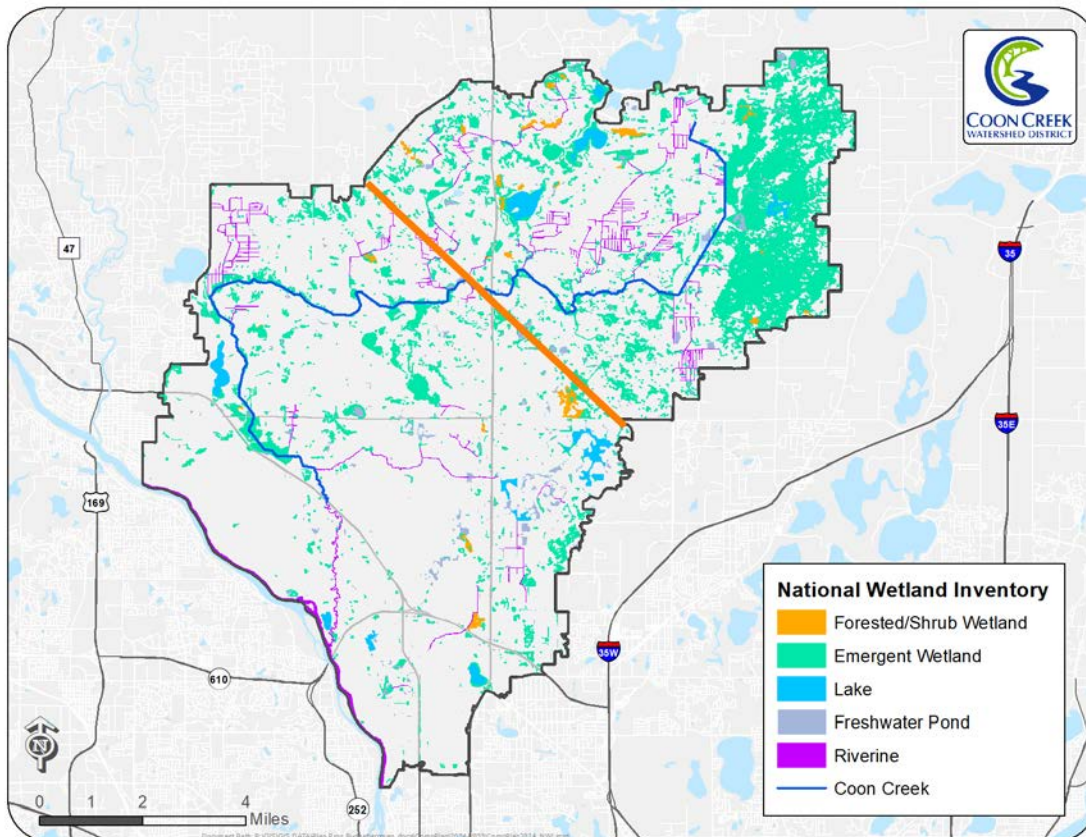 COON CREEK
WATERSHED DISTRICT
47
35
35E
169
35W
610
252
N
0 1 2 4
Miles
National Wetland Inventory
Forested/Shrub Wetland
Emergent Wetland
Lake
Freshwater Pond
Riverine
Coon Creek